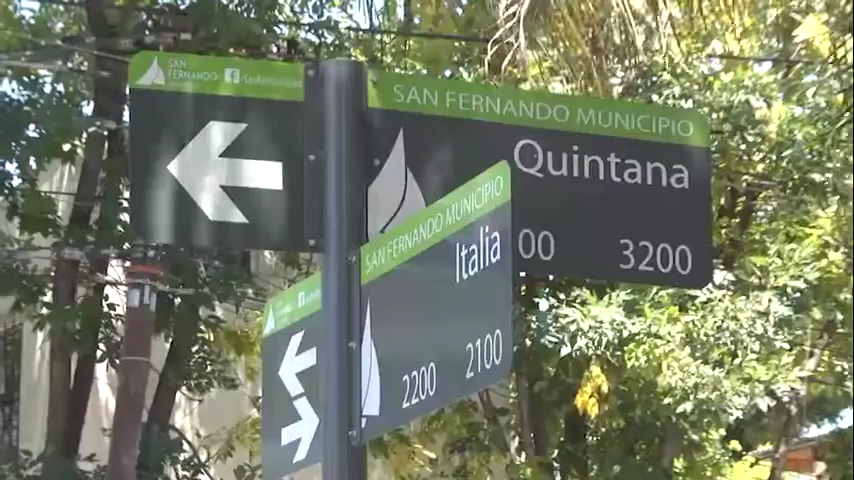 SAN
FERNANDO
SAN FERNANDO MUNICIPIO
Quintana
00 3200
SAN FERNANDO MUNICIPIO
Italia
2200 2100